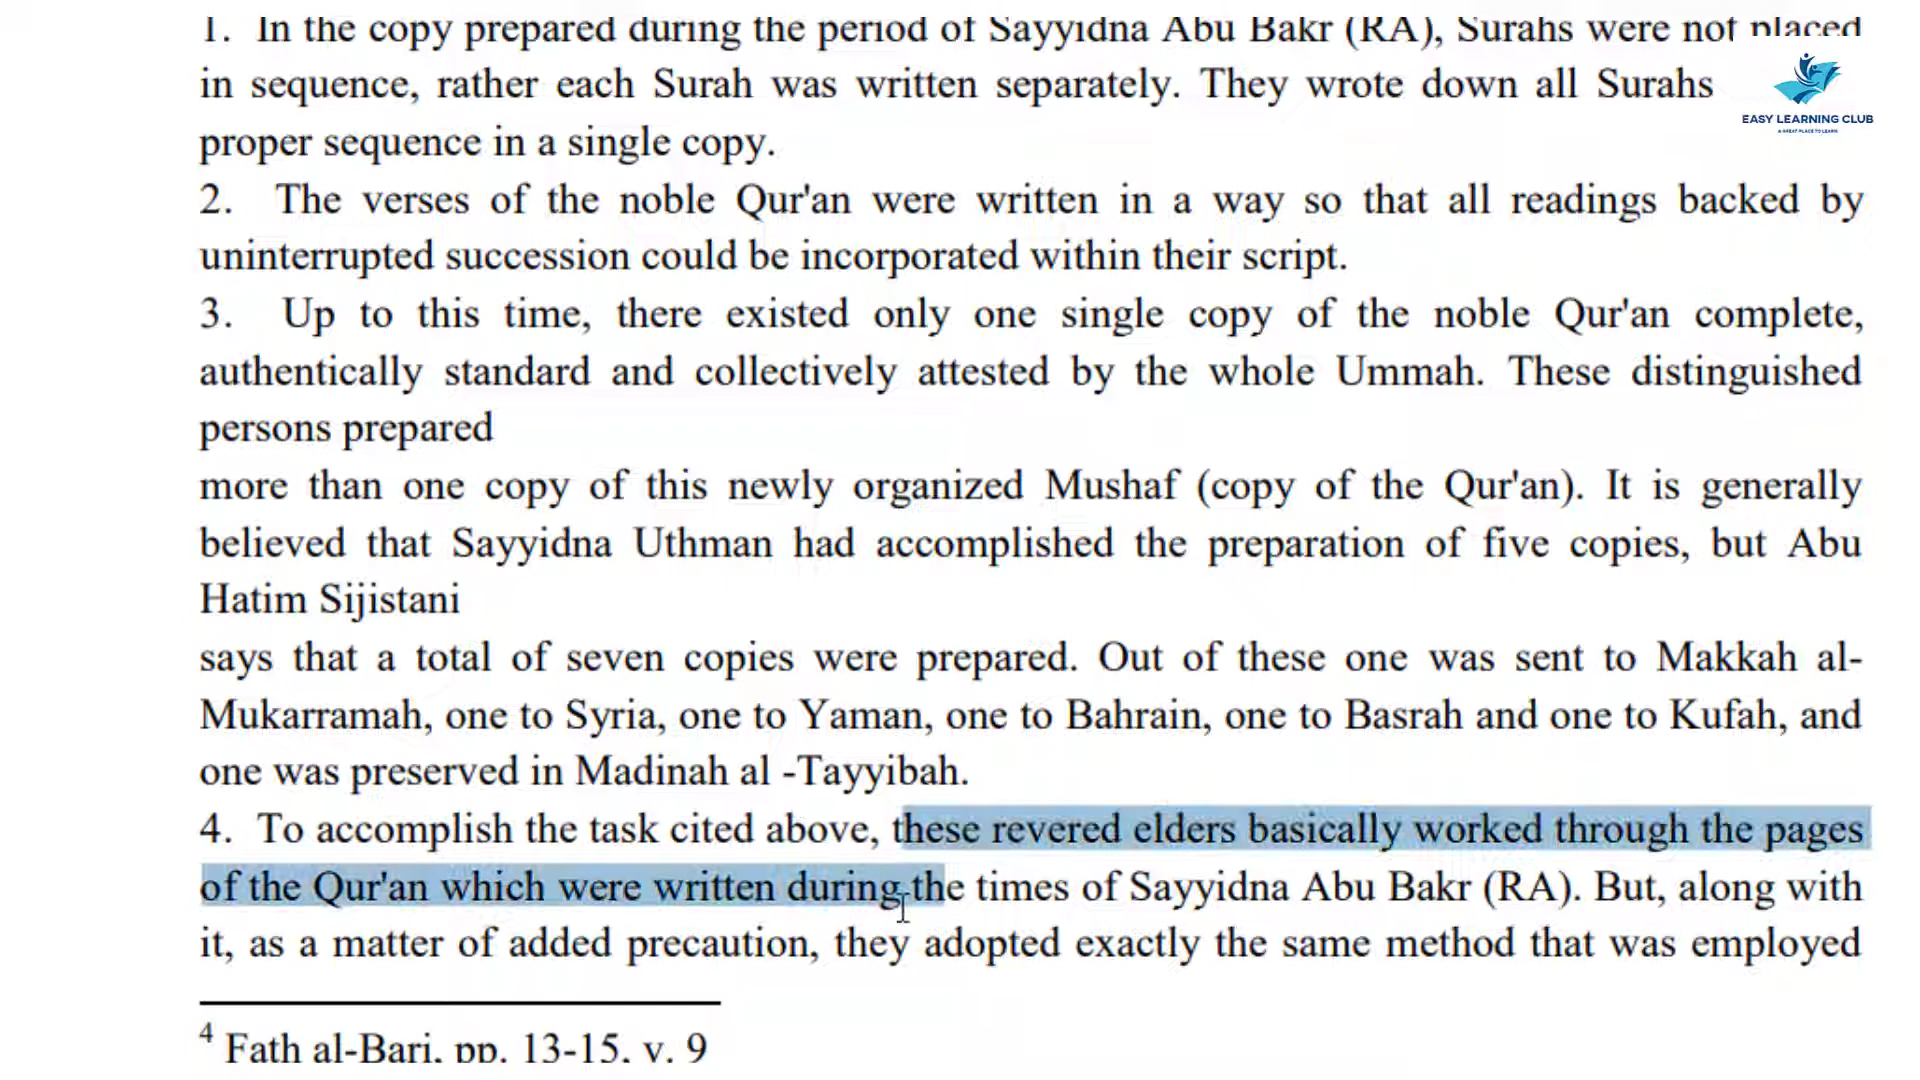 1. In the copy prepared during the period of Sayyidna Abu Bakr (RA), Surahs were not placed
in sequence, rather each Surah was written separately. They wrote down all Surahs
proper sequence in a single copy.
2. The verses of the noble Qur'an were written in a way so that all readings backed by
uninterrupted succession could be incorporated within their script.
3. Up to this time, there existed only one single copy of the noble Qur'an complete,
authentically standard and collectively attested by the whole Ummah. These distinguished
persons prepared
more than one copy of this newly organized Mushaf (copy of the Qur'an). It is generally
believed that Sayyidna Uthman had accomplished the preparation of five copies, but Abu
Hatim Sijistani
says that a total of seven copies were prepared. Out of these one was sent to Makkah al-
Mukarramah, one to Syria, one to Yaman, one to Bahrain, one to Basrah and one to Kufah, and
one was preserved in Madinah al -Tayyibah.
4. To accomplish the task cited above, these revered elders basically worked through the pages
of the Qur'an which were written during the times of Sayyidna Abu Bakr (RA). But, along with
it, as a matter of added precaution, they adopted exactly the same method that was employed
4 Fath al-Bari, pp. 13-15, v. 9
EASY LEARNING CLUB
A GREAT PLACE TO LEARN